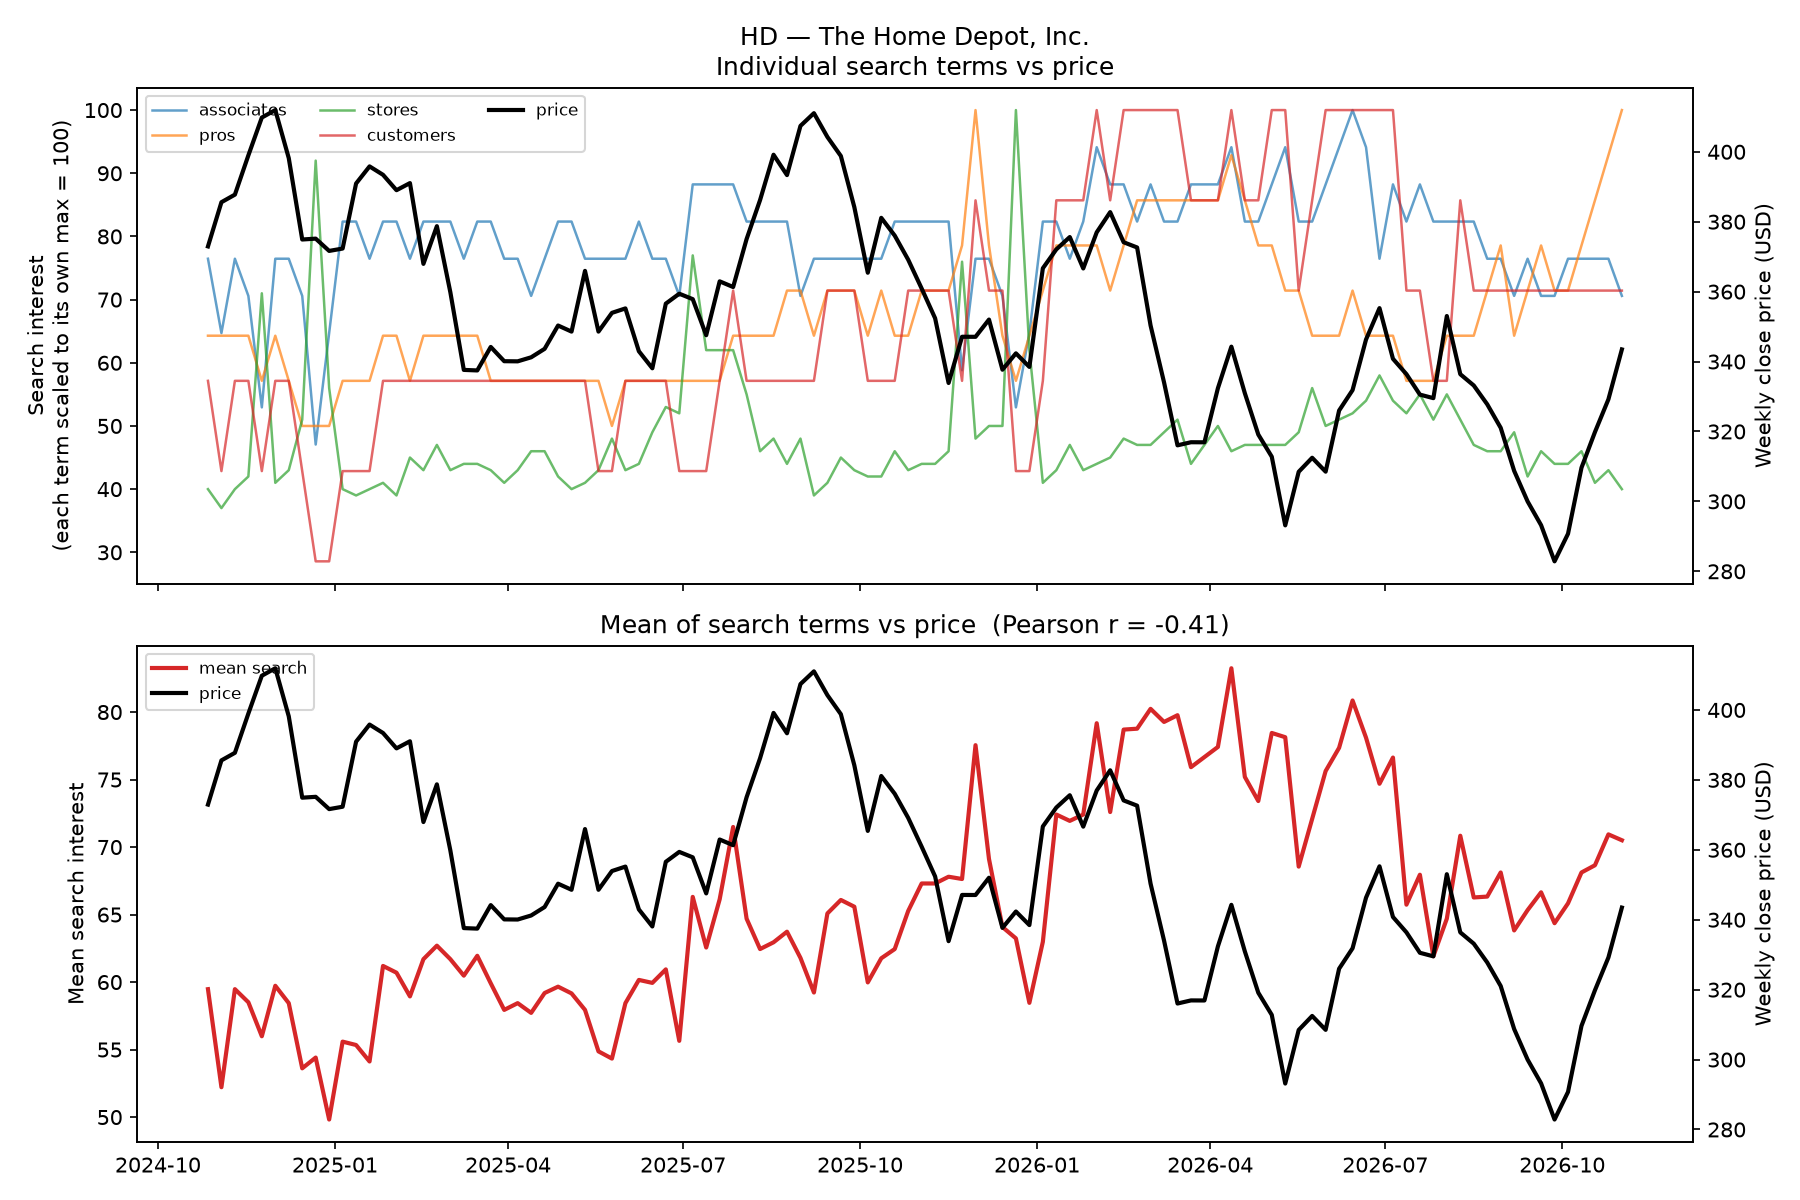 HD — The Home Depot, Inc.
Individual search terms vs price
associates
pros
stores
customers
price
Search interest
(each term scaled to its own max = 100)
100
90
80
70
60
50
40
30
Weekly close price (USD)
400
380
360
340
320
300
280
Mean of search terms vs price  (Pearson r = -0.41)
mean search
price
Mean search interest
80
75
70
65
60
55
50
Weekly close price (USD)
400
380
360
340
320
300
280
2024-10
2025-01
2025-04
2025-07
2025-10
2026-01
2026-04
2026-07
2026-10